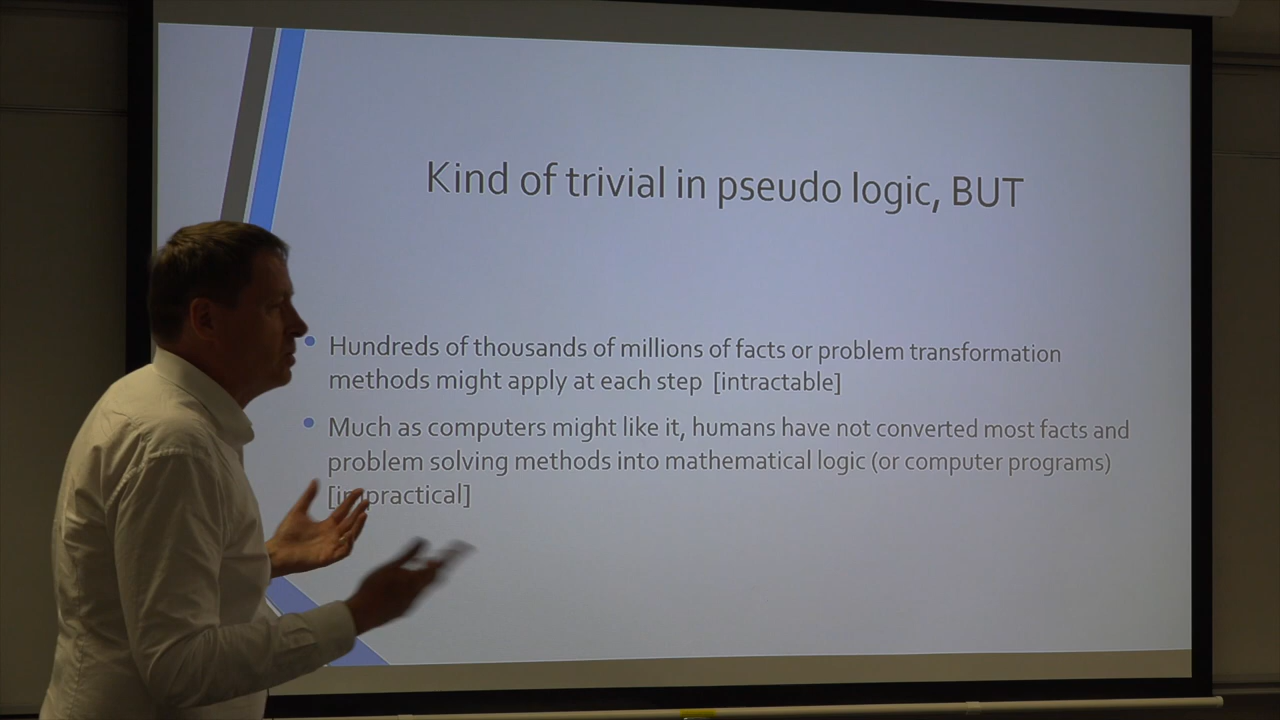 Kind of trivial in pseudo logic, BUT
• Hundreds of thousands of millions of facts or problem transformation
methods might apply at each step [intractable]
• Much as computers might like it, humans have not converted most facts and
problem solving methods into mathematical logic (or computer programs)
[impractical]